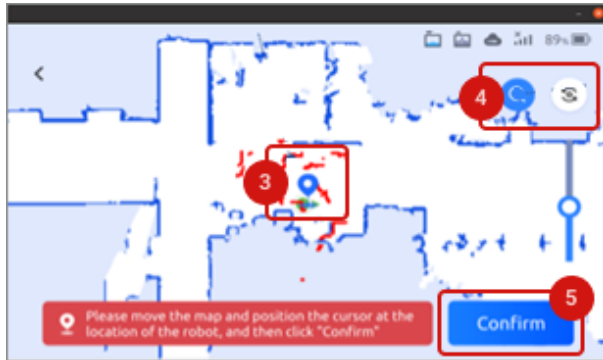 89%
4
3
5
Please move the map and position the cursor at the
location of the robot, and then click "Confirm"
Confirm